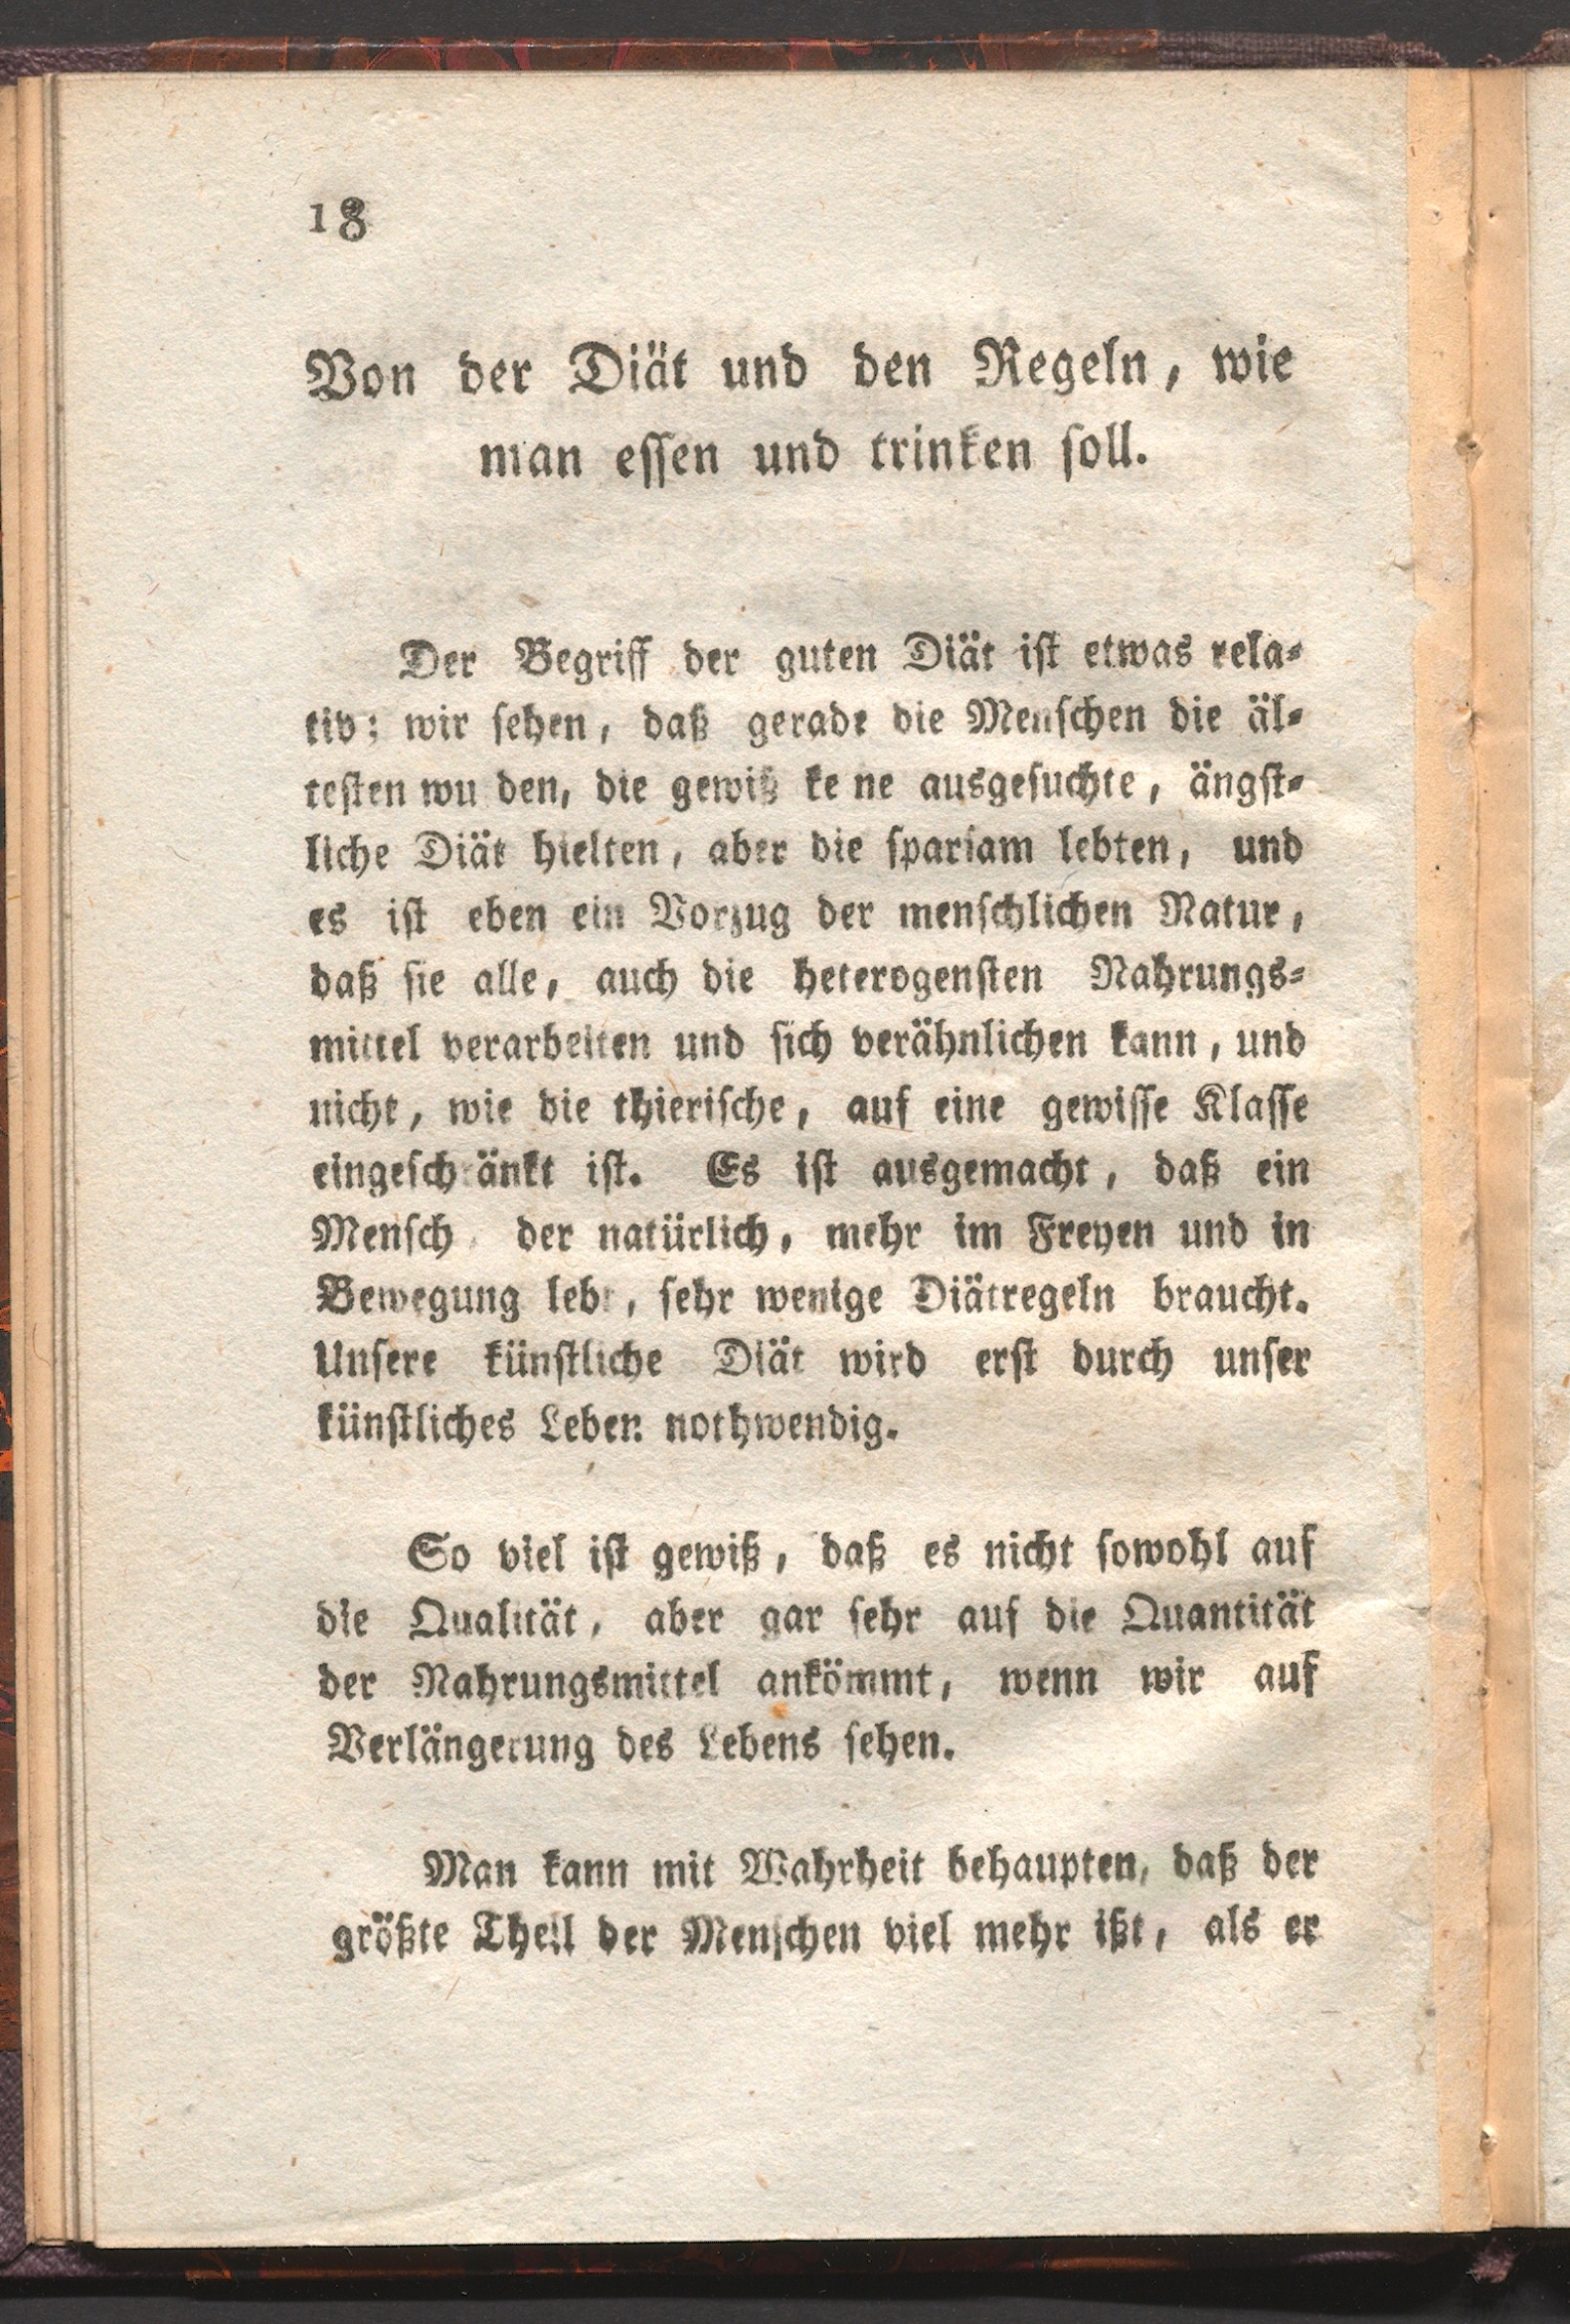 18
Von der Diät und den Regeln, wie
man essen und trinken soll.
Der Begriff der guten Diät ist etwas rela-
tiv: wir sehen, daß gerade die Menschen die äl-
testen wu den, die gewiß ke ne ausgesuchte, ängst-
liche Diät hielten, aber die sparsam lebten, und
es ist eben ein Vorzug der menschlichen Natur,
daß sie alle, auch die heterogensten Nahrungs-
mittel verarbeiten und sich verähnlichen kann, und
nicht, wie die thierische, auf eine gewisse Klasse
eingeschränkt ist. Es ist ausgemacht, daß ein
Mensch, der natürlich, mehr im Freyen und in
Bewegung lebt, sehr wenige Diätregeln braucht.
Unsere künstliche Diät wird erst durch unser
künstliches Leben nothwendig.
So viel ist gewiß, daß es nicht sowohl auf
die Qualität, aber gar sehr auf die Quantität
der Nahrungsmittel ankömmt, wenn wir auf
Verlängerung des Lebens sehen.
Man kann mit Wahrheit behaupten, daß der
größte Theil der Menschen viel mehr ißt, als er